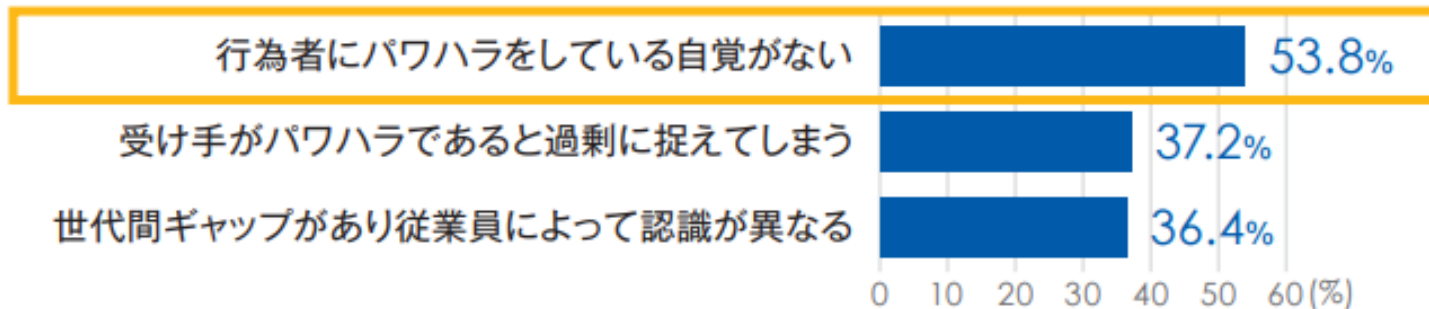 行為者にパワハラをしている自覚がない 53.8%
受け手がパワハラであると過剰に捉えてしまう 37.2%
世代間ギャップがあり従業員によって認識が異なる 36.4%
0 10 20 30 40 50 60 (%)